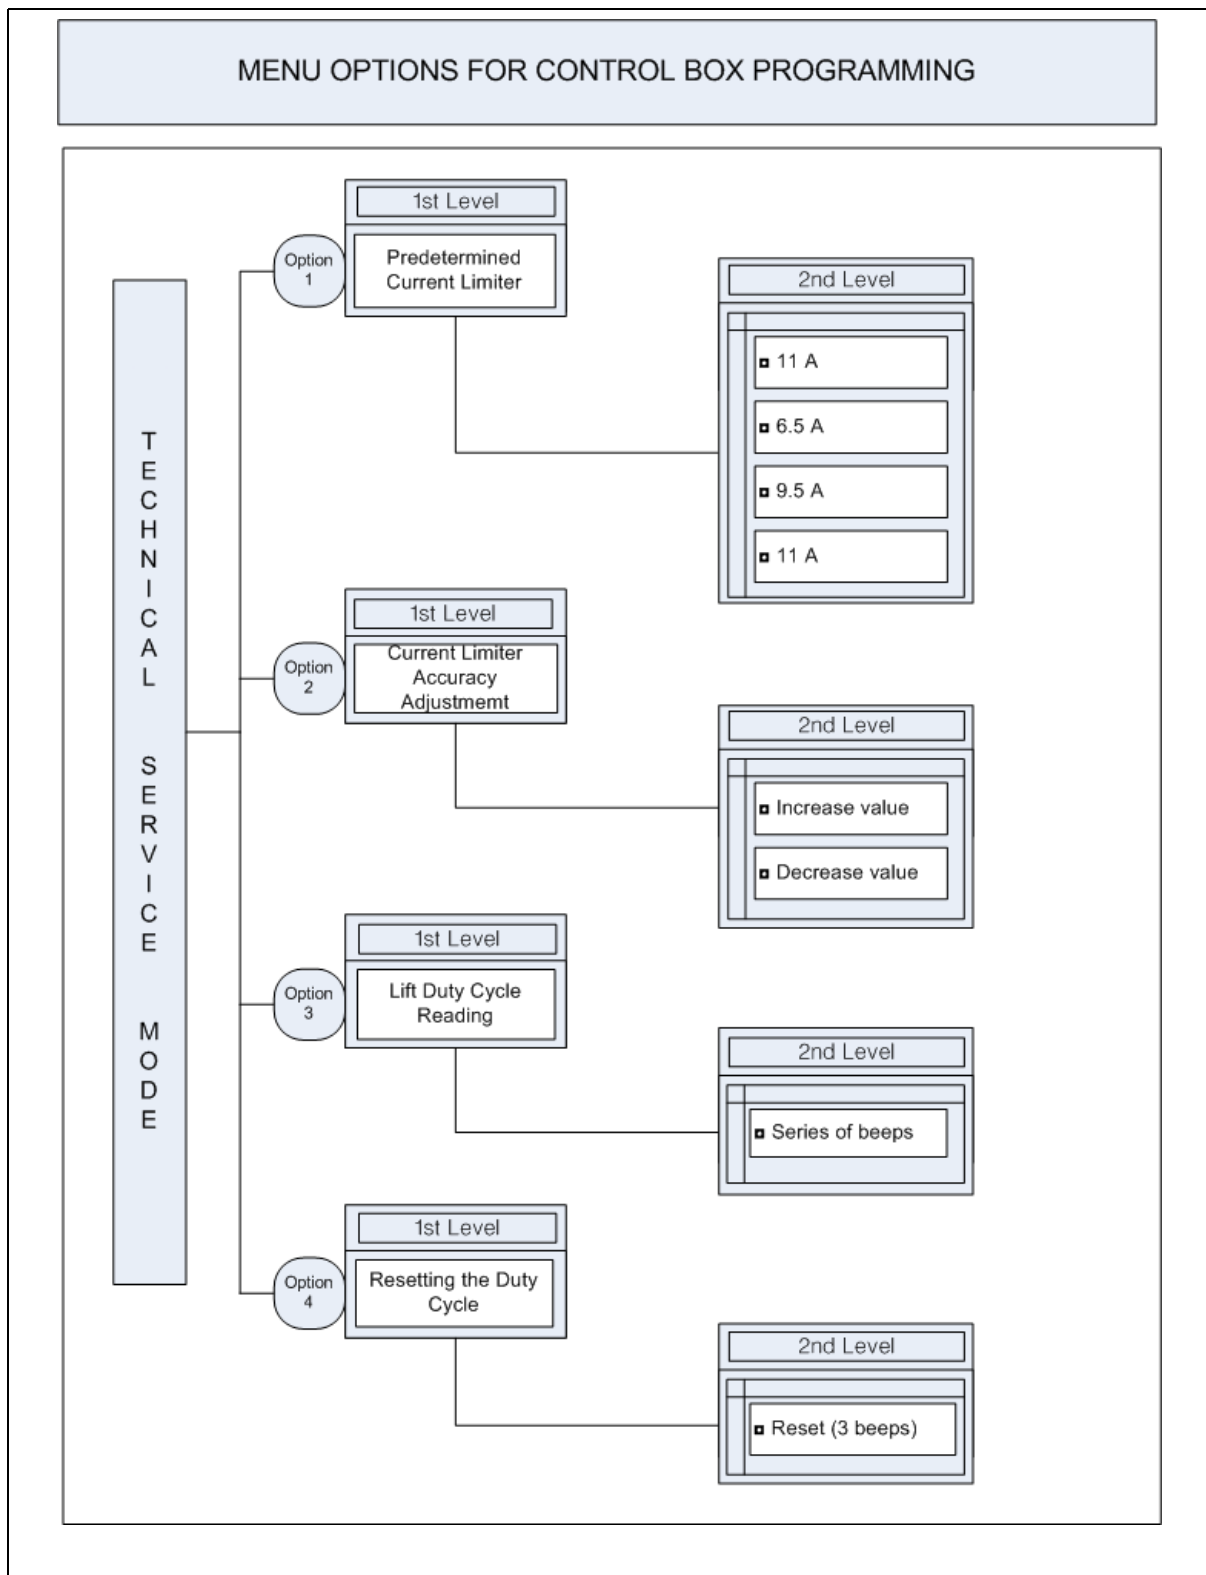 MENU OPTIONS FOR CONTROL BOX PROGRAMMING
TECHNICAL SERVICE MODE
Option
1
1st Level
Predetermined
Current Limiter
2nd Level
11 A
6.5 A
9.5 A
11 A
Option
2
1st Level
Current Limiter
Accuracy
Adjustmemt
2nd Level
Increase value
Decrease value
Option
3
1st Level
Lift Duty Cycle
Reading
2nd Level
Series of beeps
Option
4
1st Level
Resetting the Duty
Cycle
2nd Level
Reset (3 beeps)